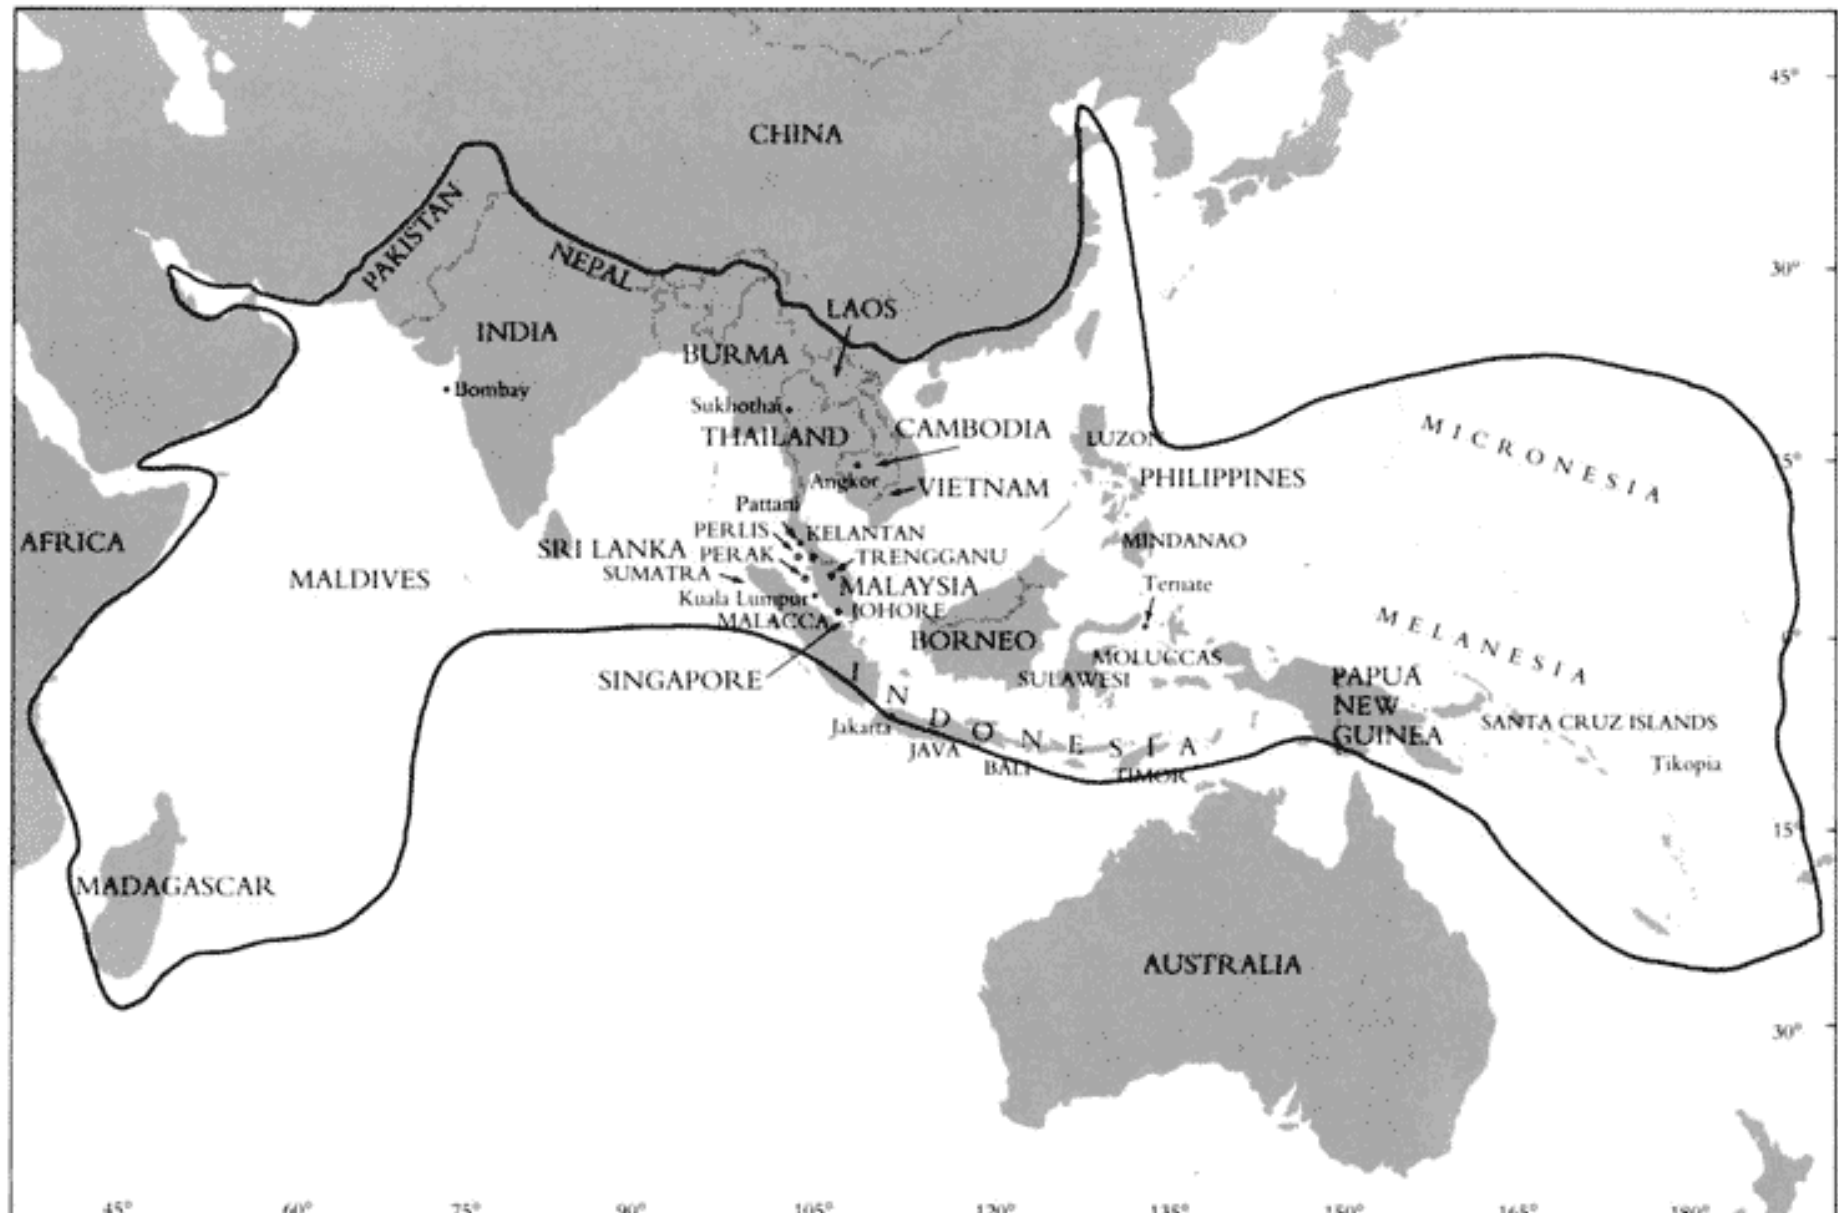 45°
CHINA
PAKISTAN
NEPAL
30°
LAOS
INDIA
BURMA
Bombay
Sukhothai
THAILAND
CAMBODIA
LUZON
MICRONESIA
5°
Angkor
VIETNAM
PHILIPPINES
Pattani
PERLIS
KELANTAN
AFRICA
SRI LANKA
PERAK
TRENGGANU
MINDANAO
SUMATRA
MALDIVES
MALAYSIA
Ternate
Kuala Lumpur
JOHORE
MALACCA
BORNEO
MELANESIA
MOLUCCAS
SINGAPORE
SULAWESI
PAPUA
NEW
GUINEA
INDONESIA
SANTA CRUZ ISLANDS
Jakarta
JAVA
BALI
TIMOR
Tikopia
15°
MADAGASCAR
AUSTRALIA
30°
45° 60° 75° 90° 105° 120° 135° 150° 165° 180°